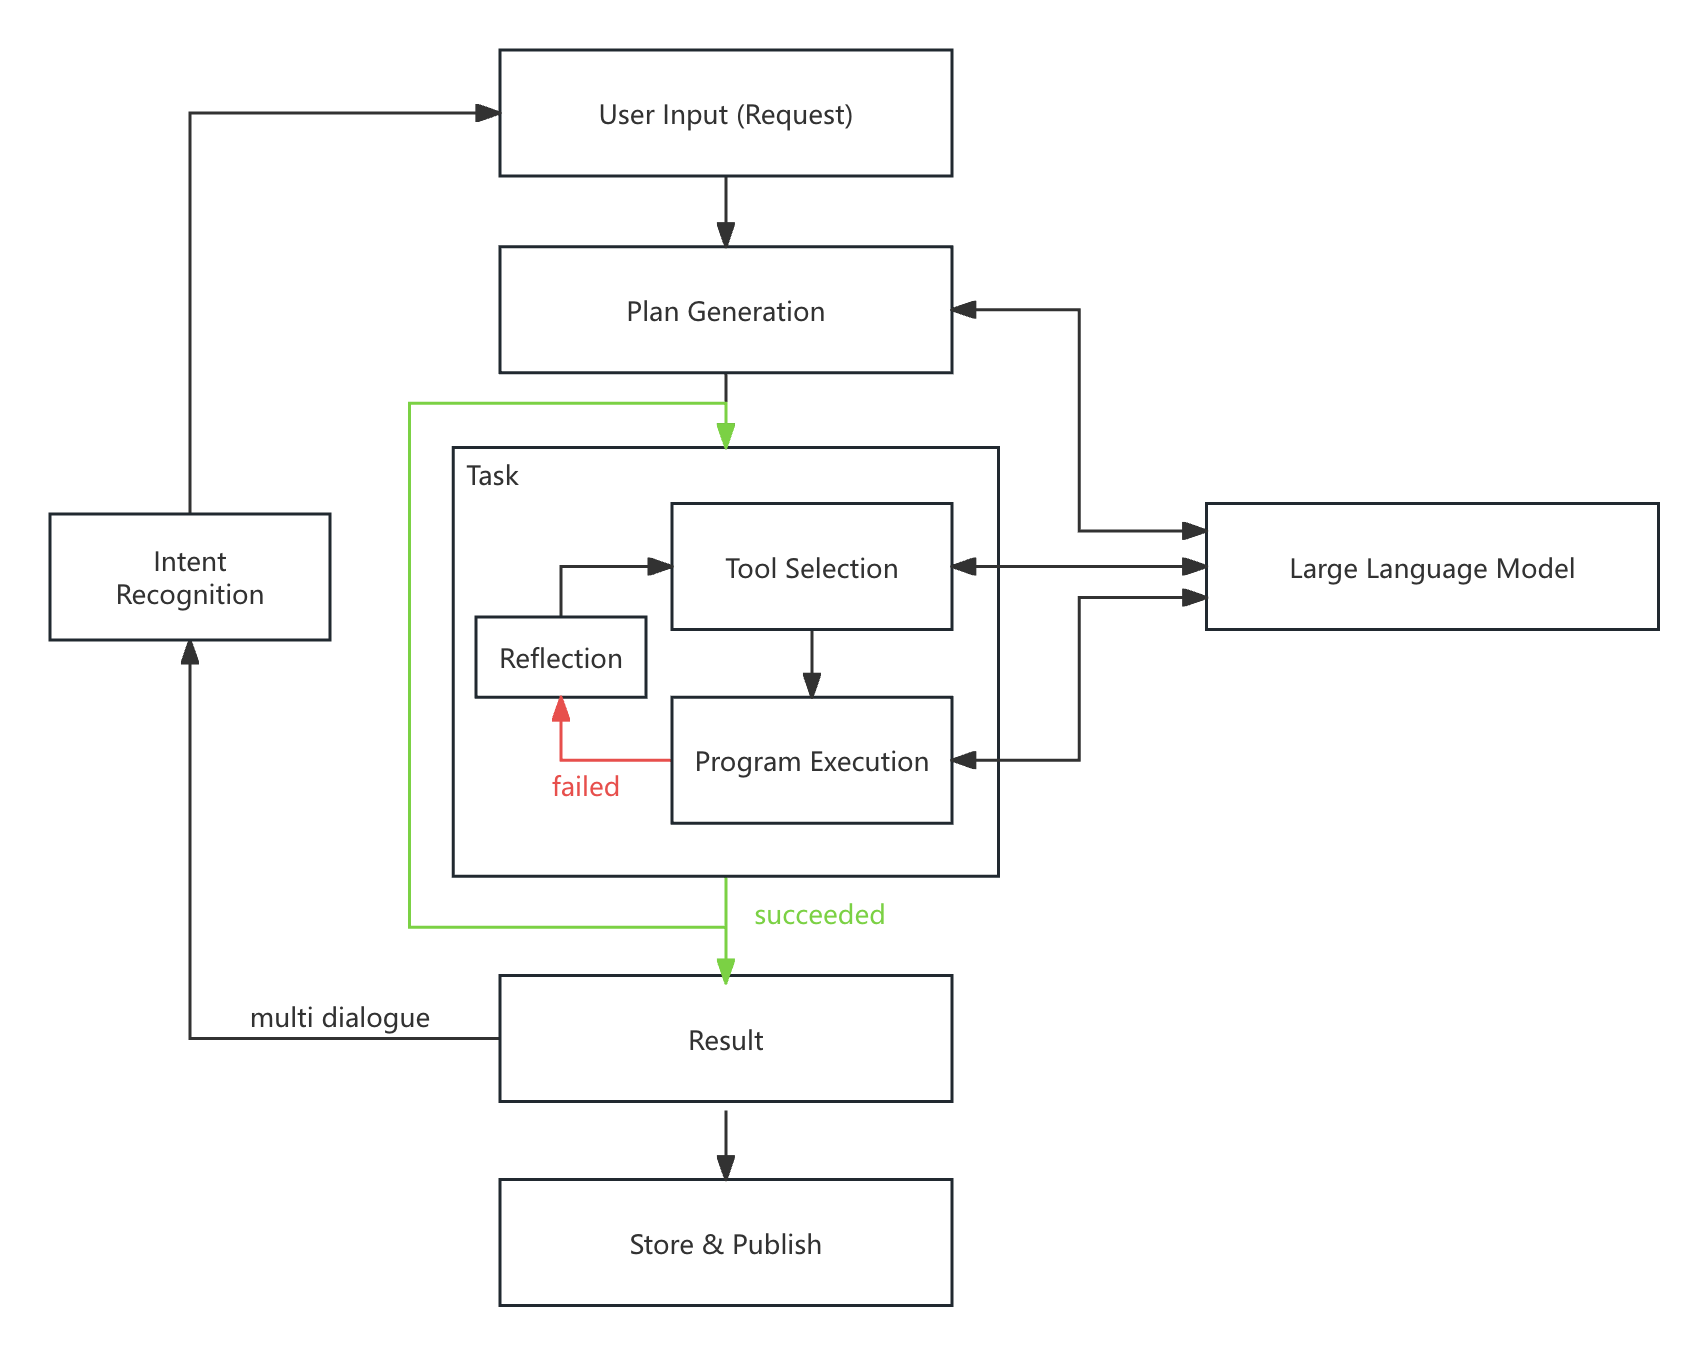 User Input (Request)
Plan Generation
Task
Tool Selection
Intent
Recognition
Large Language Model
Reflection
Program Execution
failed
succeeded
multi dialogue
Result
Store & Publish